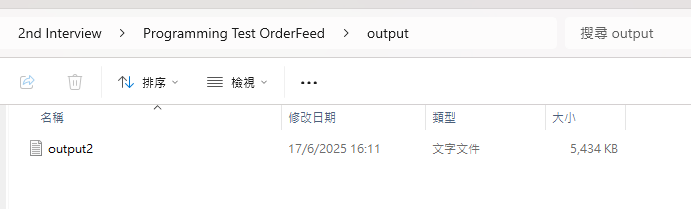 2nd Interview > Programming Test OrderFeed > output 搜尋 output
排序 檢視 ...
名稱 修改日期 類型 大小
output2 17/6/2025 16:11 文字文件 5,434 KB